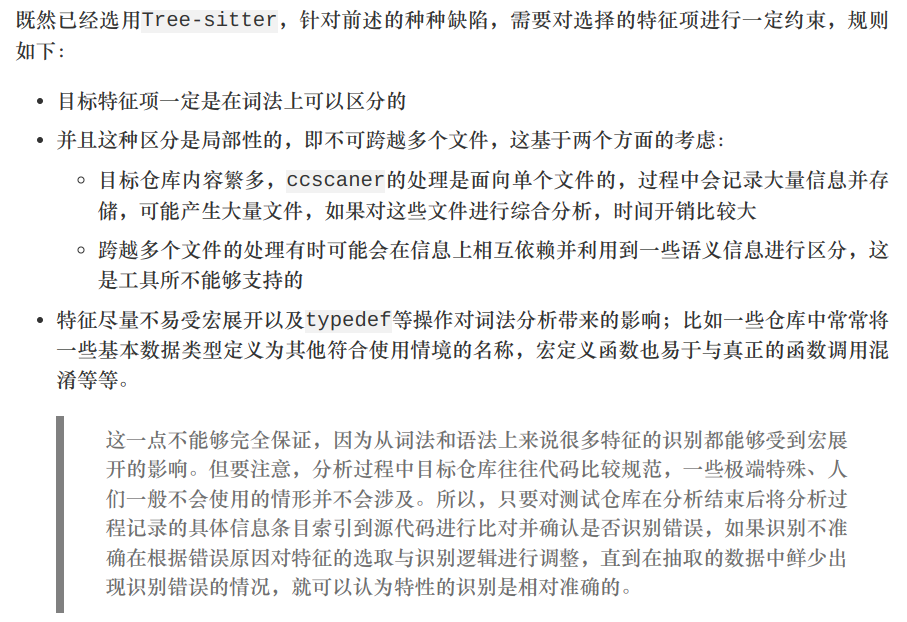 既然已经选用Tree-sitter，针对前述的种种缺陷，需要对选择的特征项进行一定约束，规则
如下：
• 目标特征项一定是在词法上可以区分的
• 并且这种区分是局部性的，即不可跨越多个文件，这基于两个方面的考虑：
◦ 目标仓库内容繁多，ccscaner的处理是面向单个文件的，过程中会记录大量信息并存
储，可能产生大量文件，如果对这些文件进行综合分析，时间开销比较大
◦ 跨越多个文件的处理有时可能会在信息上相互依赖并利用到一些语义信息进行区分，这
是工具所不能够支持的
• 特征尽量不易受宏展开以及typedef等操作对词法分析带来的影响；比如一些仓库中常常将
一些基本数据类型定义为其他符合使用情境的名称，宏定义函数也易于与真正的函数调用混
淆等等。
这一点不能够完全保证，因为从词法和语法上来说很多特征的识别都能够受到宏展
开的影响。但要注意，分析过程中目标仓库往往代码比较规范，一些极端特殊、人
们一般不会使用的情形并不会涉及。所以，只要对测试仓库在分析结束后将分析过
程记录的具体信息条目索引到源代码进行比对并确认是否识别错误，如果识别不准
确在根据错误原因对特征的选取与识别逻辑进行调整，直到在抽取的数据中鲜少出
现识别错误的情况，就可以认为特性的识别是相对准确的。